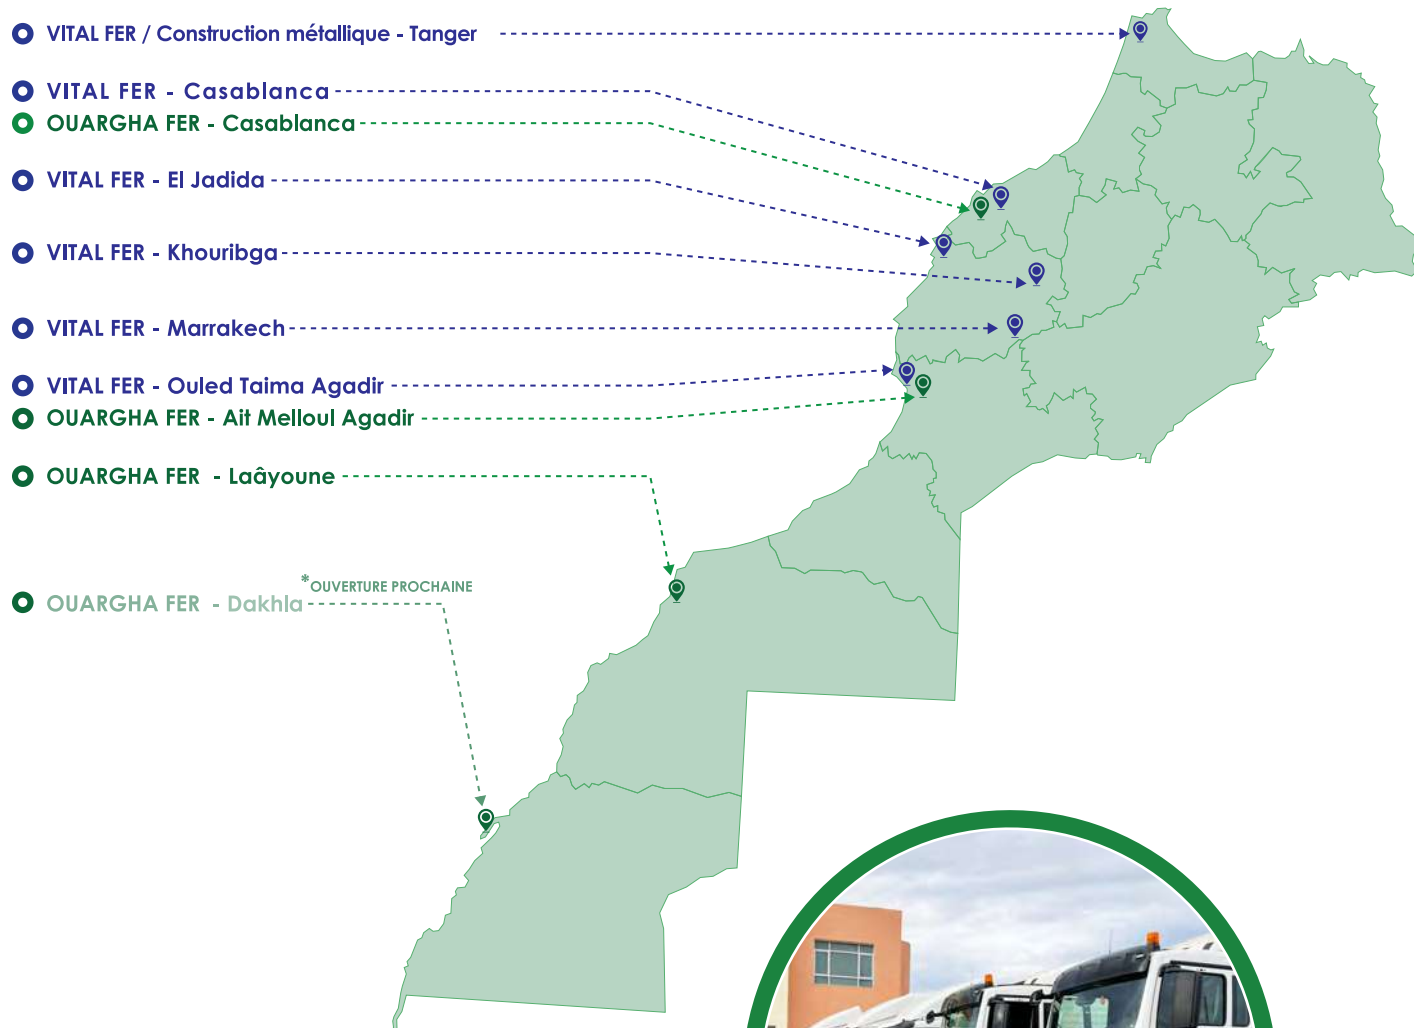 VITAL FER / Construction métallique - Tanger
VITAL FER - Casablanca
OUARGHA FER - Casablanca
VITAL FER - El Jadida
VITAL FER - Khouribga
VITAL FER - Marrakech
VITAL FER - Ouled Taima Agadir
OUARGHA FER - Ait Melloul Agadir
OUARGHA FER - Laâyoune
*OUVERTURE PROCHAINE
OUARGHA FER - Dakhla